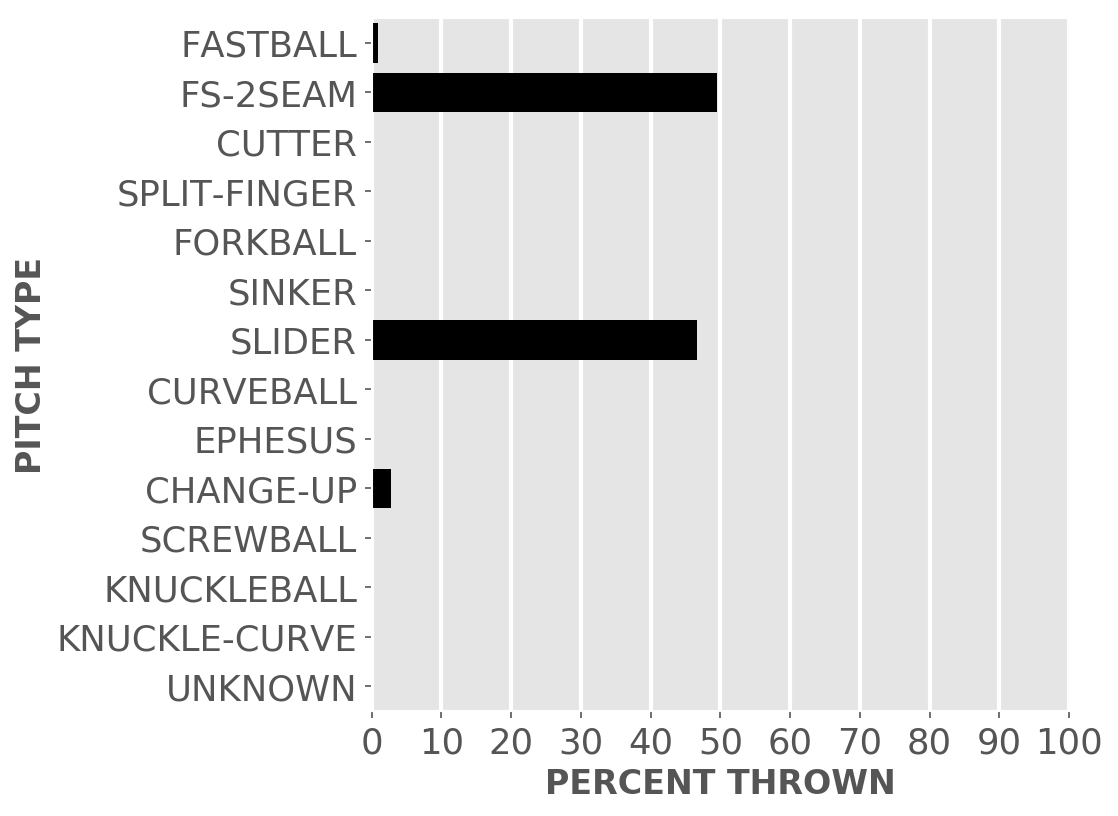 FASTBALL
FS-2SEAM
CUTTER
SPLIT-FINGER
FORKBALL
SINKER
SLIDER
CURVEBALL
EPHESUS
CHANGE-UP
SCREWBALL
KNUCKLEBALL
KNUCKLE-CURVE
UNKNOWN
PITCH TYPE
0 10 20 30 40 50 60 70 80 90 100
PERCENT THROWN